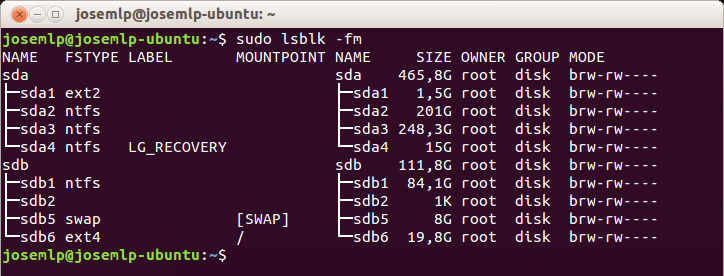 josemlp@josemlp-ubuntu: ~
josemlp@josemlp-ubuntu:~$ sudo lsblk -fm
NAME   FSTYPE LABEL       MOUNTPOINT NAME     SIZE OWNER GROUP MODE
sda                                  sda    465,8G root  disk  brw-rw----
├─sda1 ext2                          ├─sda1   1,5G root  disk  brw-rw----
├─sda2 ntfs                          ├─sda2   201G root  disk  brw-rw----
├─sda3 ntfs                          ├─sda3 248,3G root  disk  brw-rw----
└─sda4 ntfs   LG_RECOVERY            └─sda4    15G root  disk  brw-rw----
sdb                                  sdb    111,8G root  disk  brw-rw----
├─sdb1 ntfs                          ├─sdb1  84,1G root  disk  brw-rw----
├─sdb2                               ├─sdb2     1K root  disk  brw-rw----
├─sdb5 swap               [SWAP]     ├─sdb5     8G root  disk  brw-rw----
└─sdb6 ext4               /          └─sdb6  19,8G root  disk  brw-rw----
josemlp@josemlp-ubuntu:~$